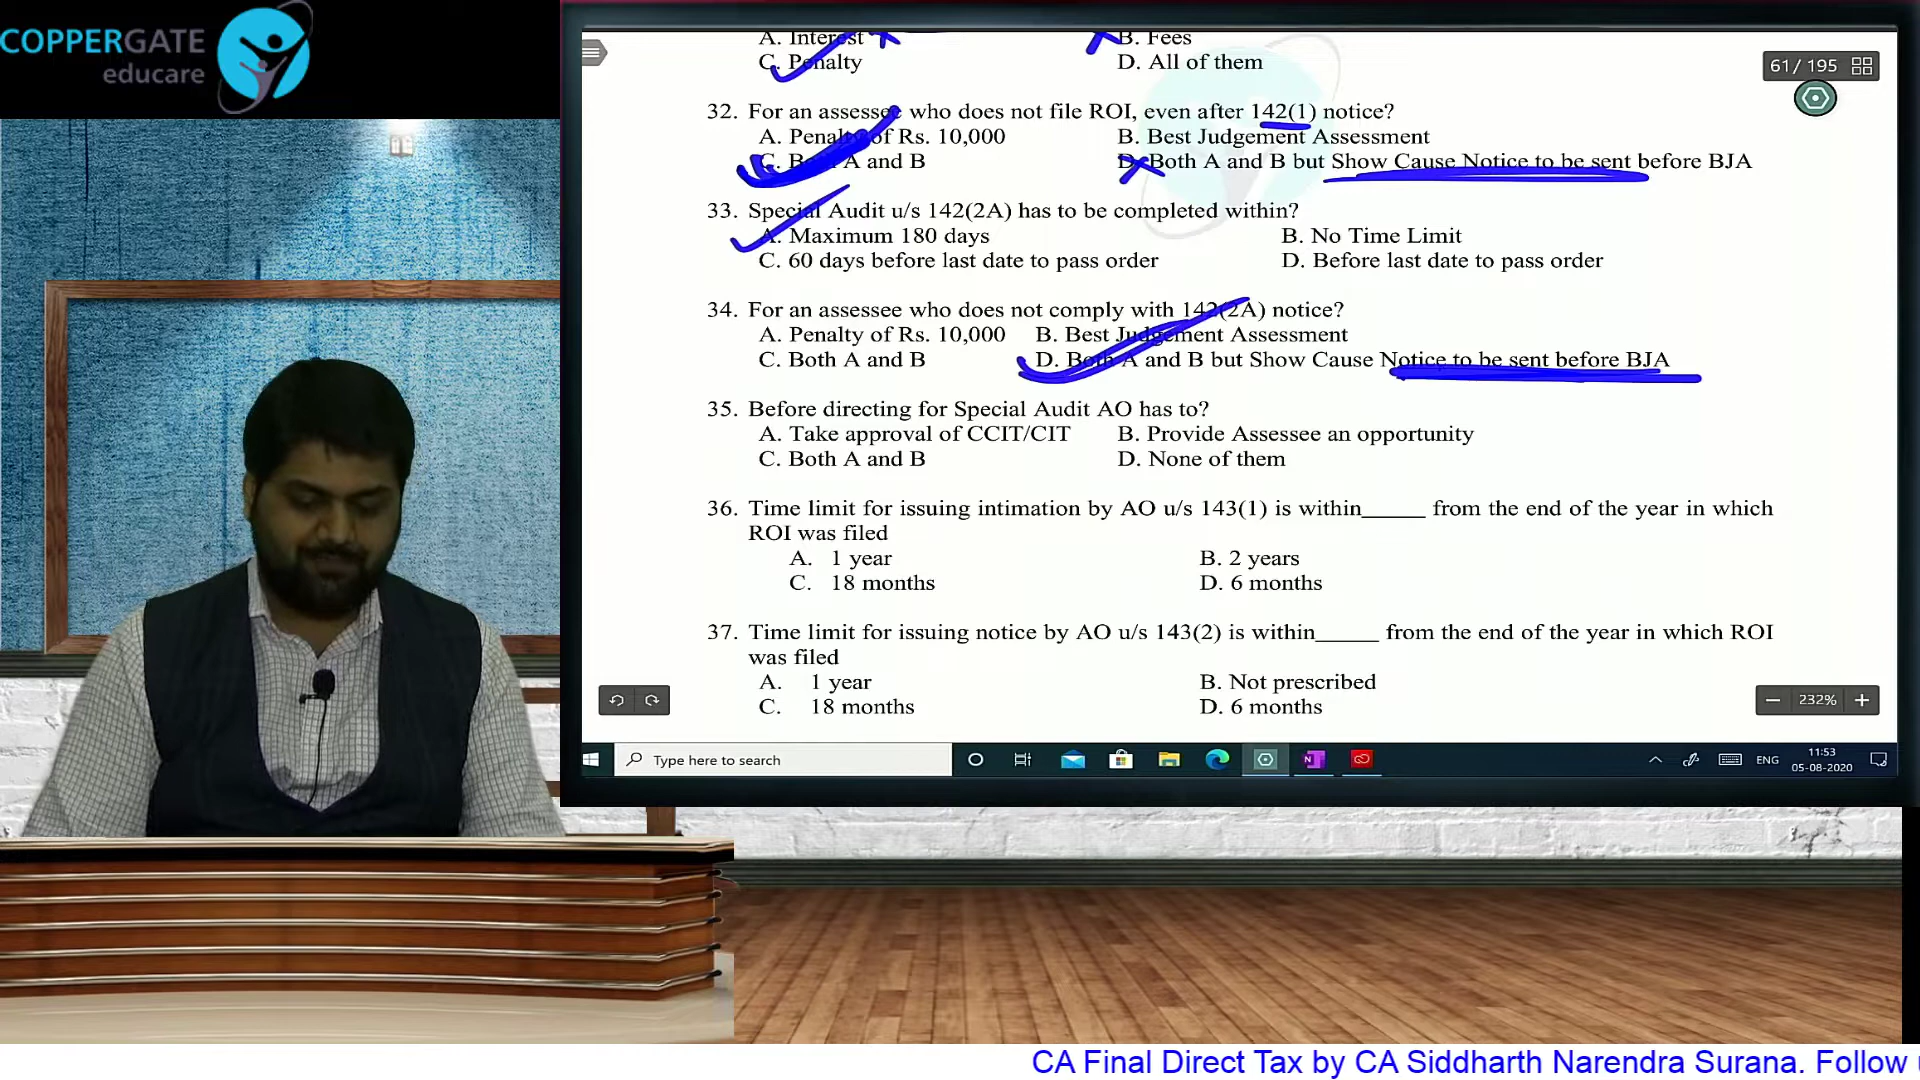 COPPERGATE
educare
A. Interest B. Fees
C. Penalty D. All of them
61 / 195
32. For an assessee who does not file ROI, even after 142(1) notice?
A. Penalty of Rs. 10,000 B. Best Judgement Assessment
C. Both A and B D. Both A and B but Show Cause Notice to be sent before BJA
33. Special Audit u/s 142(2A) has to be completed within?
A. Maximum 180 days B. No Time Limit
C. 60 days before last date to pass order D. Before last date to pass order
34. For an assessee who does not comply with 142(2A) notice?
A. Penalty of Rs. 10,000 B. Best Judgement Assessment
C. Both A and B D. Both A and B but Show Cause Notice to be sent before BJA
35. Before directing for Special Audit AO has to?
A. Take approval of CCIT/CIT B. Provide Assessee an opportunity
C. Both A and B D. None of them
36. Time limit for issuing intimation by AO u/s 143(1) is within_____ from the end of the year in which
ROI was filed
A. 1 year B. 2 years
C. 18 months D. 6 months
37. Time limit for issuing notice by AO u/s 143(2) is within_____ from the end of the year in which ROI
was filed
A. 1 year B. Not prescribed
C. 18 months D. 6 months
232%
Type here to search
ENG
11:53
05-08-2020
CA Final Direct Tax by CA Siddharth Narendra Surana. Follow